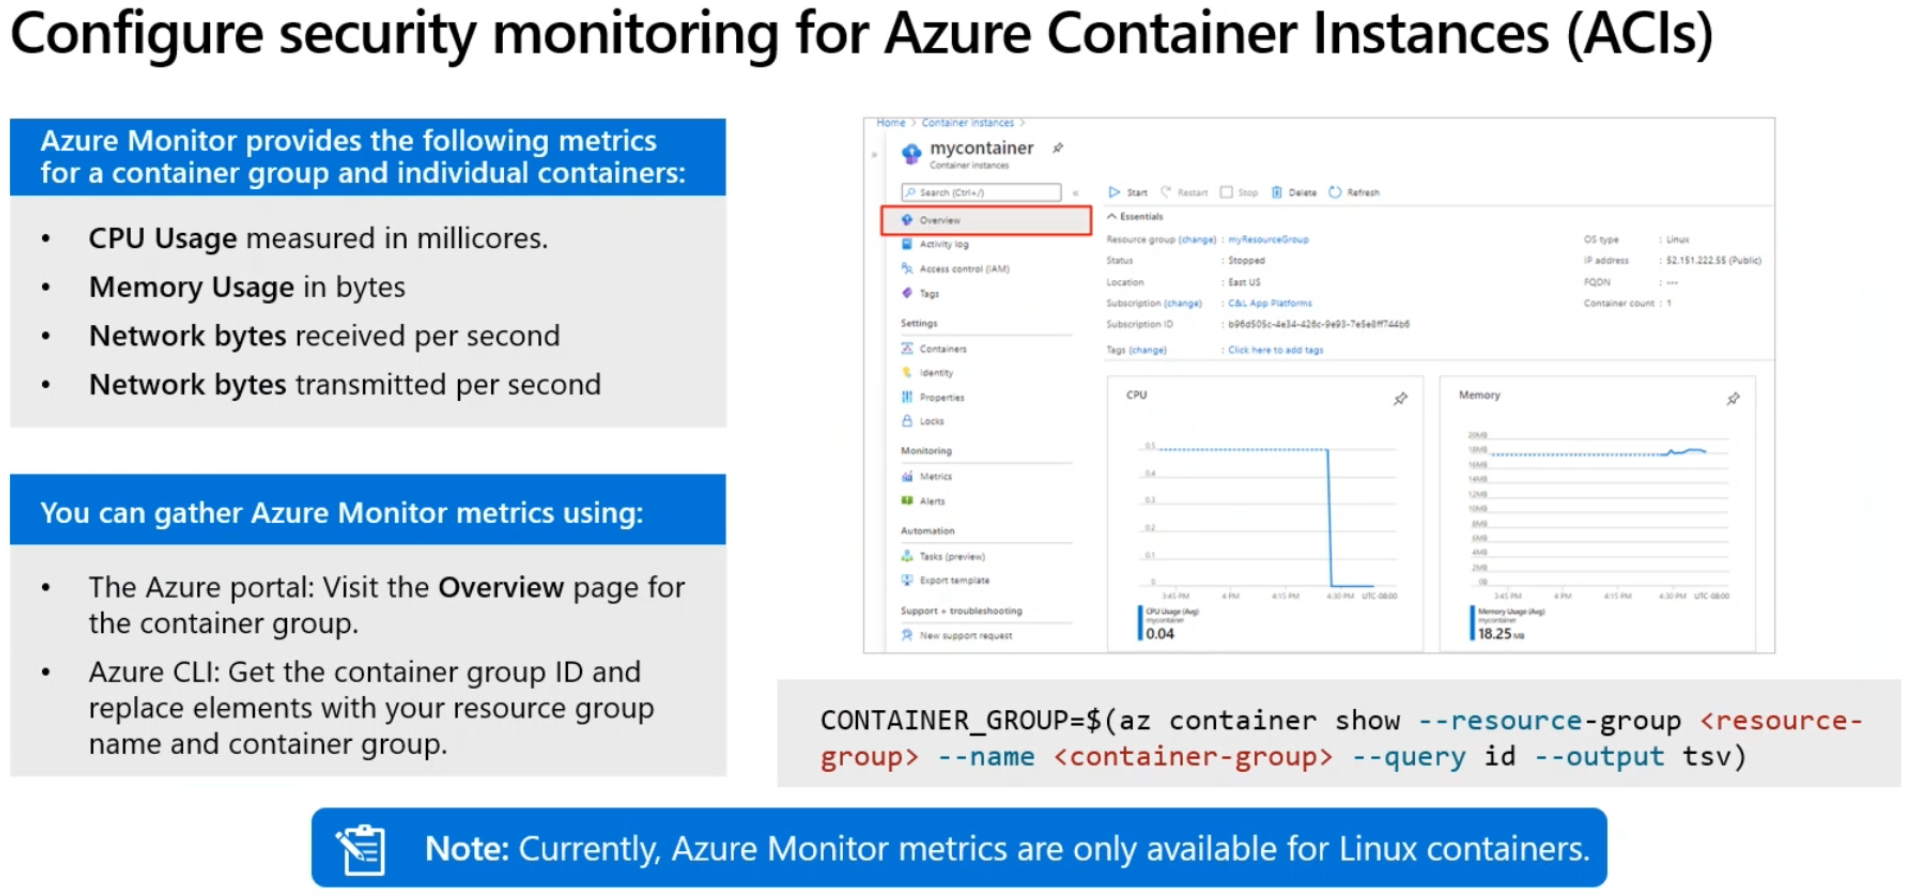 Configure security monitoring for Azure Container Instances (ACIs)
Azure Monitor provides the following metrics
for a container group and individual containers:
• CPU Usage measured in millicores.
• Memory Usage in bytes
• Network bytes received per second
• Network bytes transmitted per second
You can gather Azure Monitor metrics using:
• The Azure portal: Visit the Overview page for
the container group.
• Azure CLI: Get the container group ID and
replace elements with your resource group
name and container group.
Home > Container instances >
mycontainer
Container instances
Search (Ctrl+/)
«
»
Overview
Activity log
Access control (IAM)
Tags
Settings
Containers
Identity
Properties
Locks
Monitoring
Metrics
Alerts
Automation
Tasks (preview)
Export template
Support + troubleshooting
New support request
Start Restart Stop Delete Refresh
Essentials
Resource group (change) : myResourceGroup
Status : Stopped
Location : East US
Subscription (change) : C&L App Platforms
Subscription ID : b96d505c-4e34-426c-9e93-7e5e8ff744b6
Tags (change) : Click here to add tags
OS type : Linux
IP address : 52.151.222.55 (Public)
FQDN : ---
Container count : 1
CPU
0.5
0.4
0.3
0.2
0.1
0
3:45 PM 4 PM 4:15 PM 4:30 PM UTC-08:00
CPU Usage (Avg)
mycontainer
0.04
Memory
20MB
18MB
16MB
14MB
12MB
10MB
8MB
6MB
4MB
2MB
0B
3:45 PM 4 PM 4:15 PM 4:30 PM UTC-08:00
Memory Usage (Avg)
mycontainer
18.25 MB
CONTAINER_GROUP=$(az container show --resource-group <resource-
group> --name <container-group> --query id --output tsv)
Note: Currently, Azure Monitor metrics are only available for Linux containers.